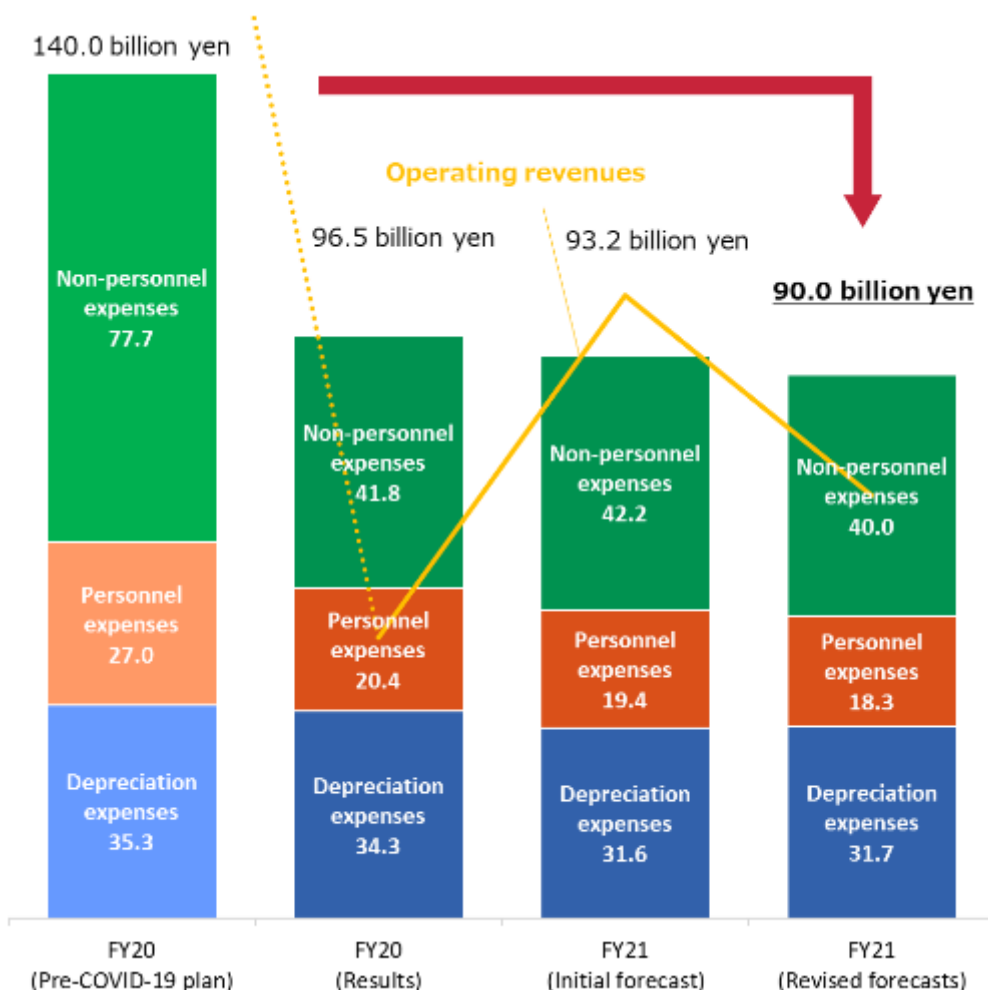 140.0 billion yen
Operating revenues
96.5 billion yen
93.2 billion yen
90.0 billion yen
Non-personnel
expenses
77.7
Personnel
expenses
27.0
Depreciation
expenses
35.3
Non-personnel
expenses
41.8
Personnel
expenses
20.4
Depreciation
expenses
34.3
Non-personnel
expenses
42.2
Personnel
expenses
19.4
Depreciation
expenses
31.6
Non-personnel
expenses
40.0
Personnel
expenses
18.3
Depreciation
expenses
31.7
FY20
(Pre-COVID-19 plan)
FY20
(Results)
FY21
(Initial forecast)
FY21
(Revised forecasts)